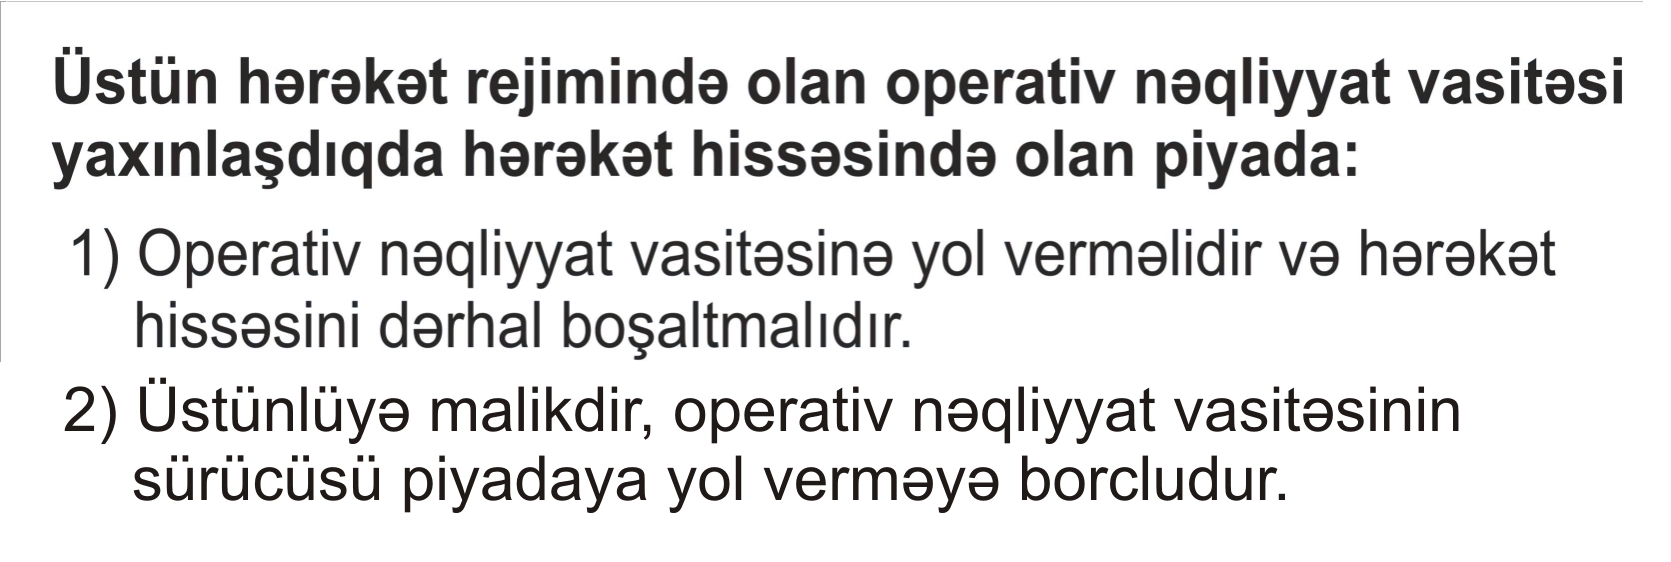 Üstün hərəkət rejimində olan operativ nəqliyyat vasitəsi
yaxınlaşdıqda hərəkət hissəsində olan piyada:
1) Operativ nəqliyyat vasitəsinə yol verməlidir və hərəkət
hissəsini dərhal boşaltmalıdır.
2) Üstünlüyə malikdir, operativ nəqliyyat vasitəsinin
sürücüsü piyadaya yol verməyə borcludur.